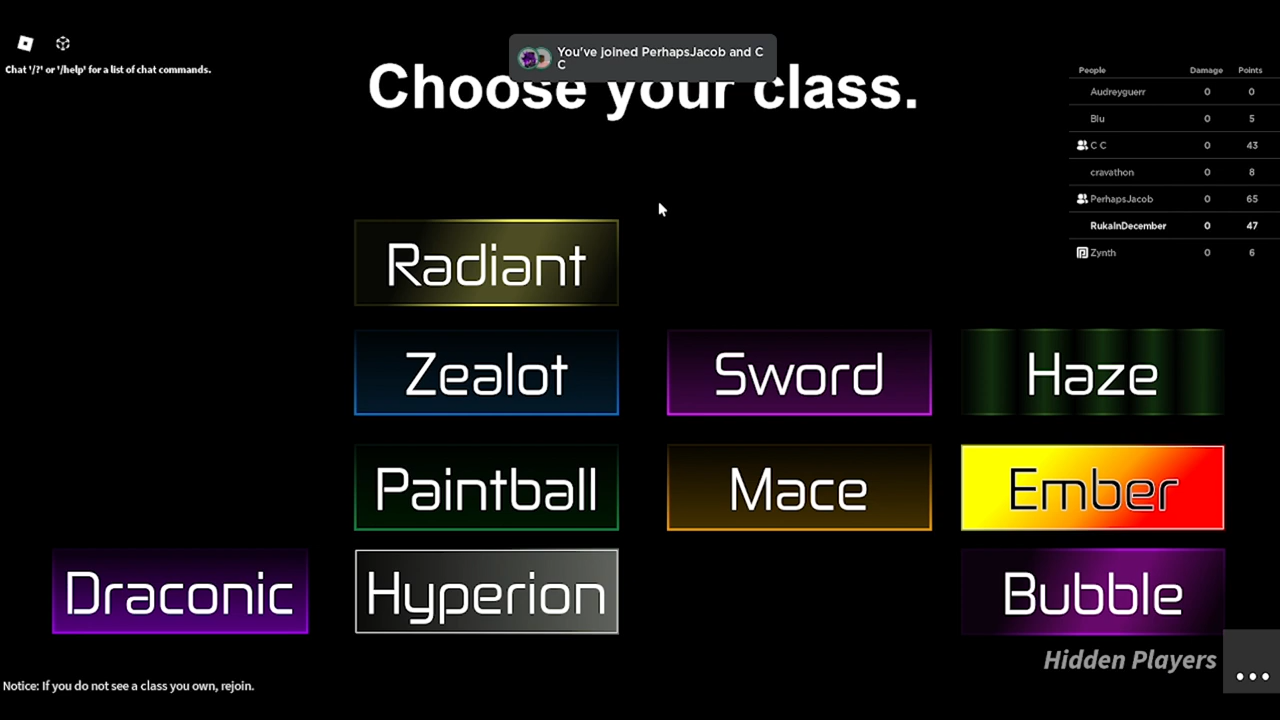 You've joined PerhapsJacob and C
C
Chat '/?' or '/help' for a list of chat commands.
Choose your class.
People Damage Points
Audreyguerr 0 0
Blu 0 5
C C 0 43
cravathon 0 8
PerhapsJacob 0 65
RukaInDecember 0 47
Zynth 0 6
Radiant
Zealot Sword Haze
Paintball Mace Ember
Draconic Hyperion Bubble
Hidden Players
Notice: If you do not see a class you own, rejoin.